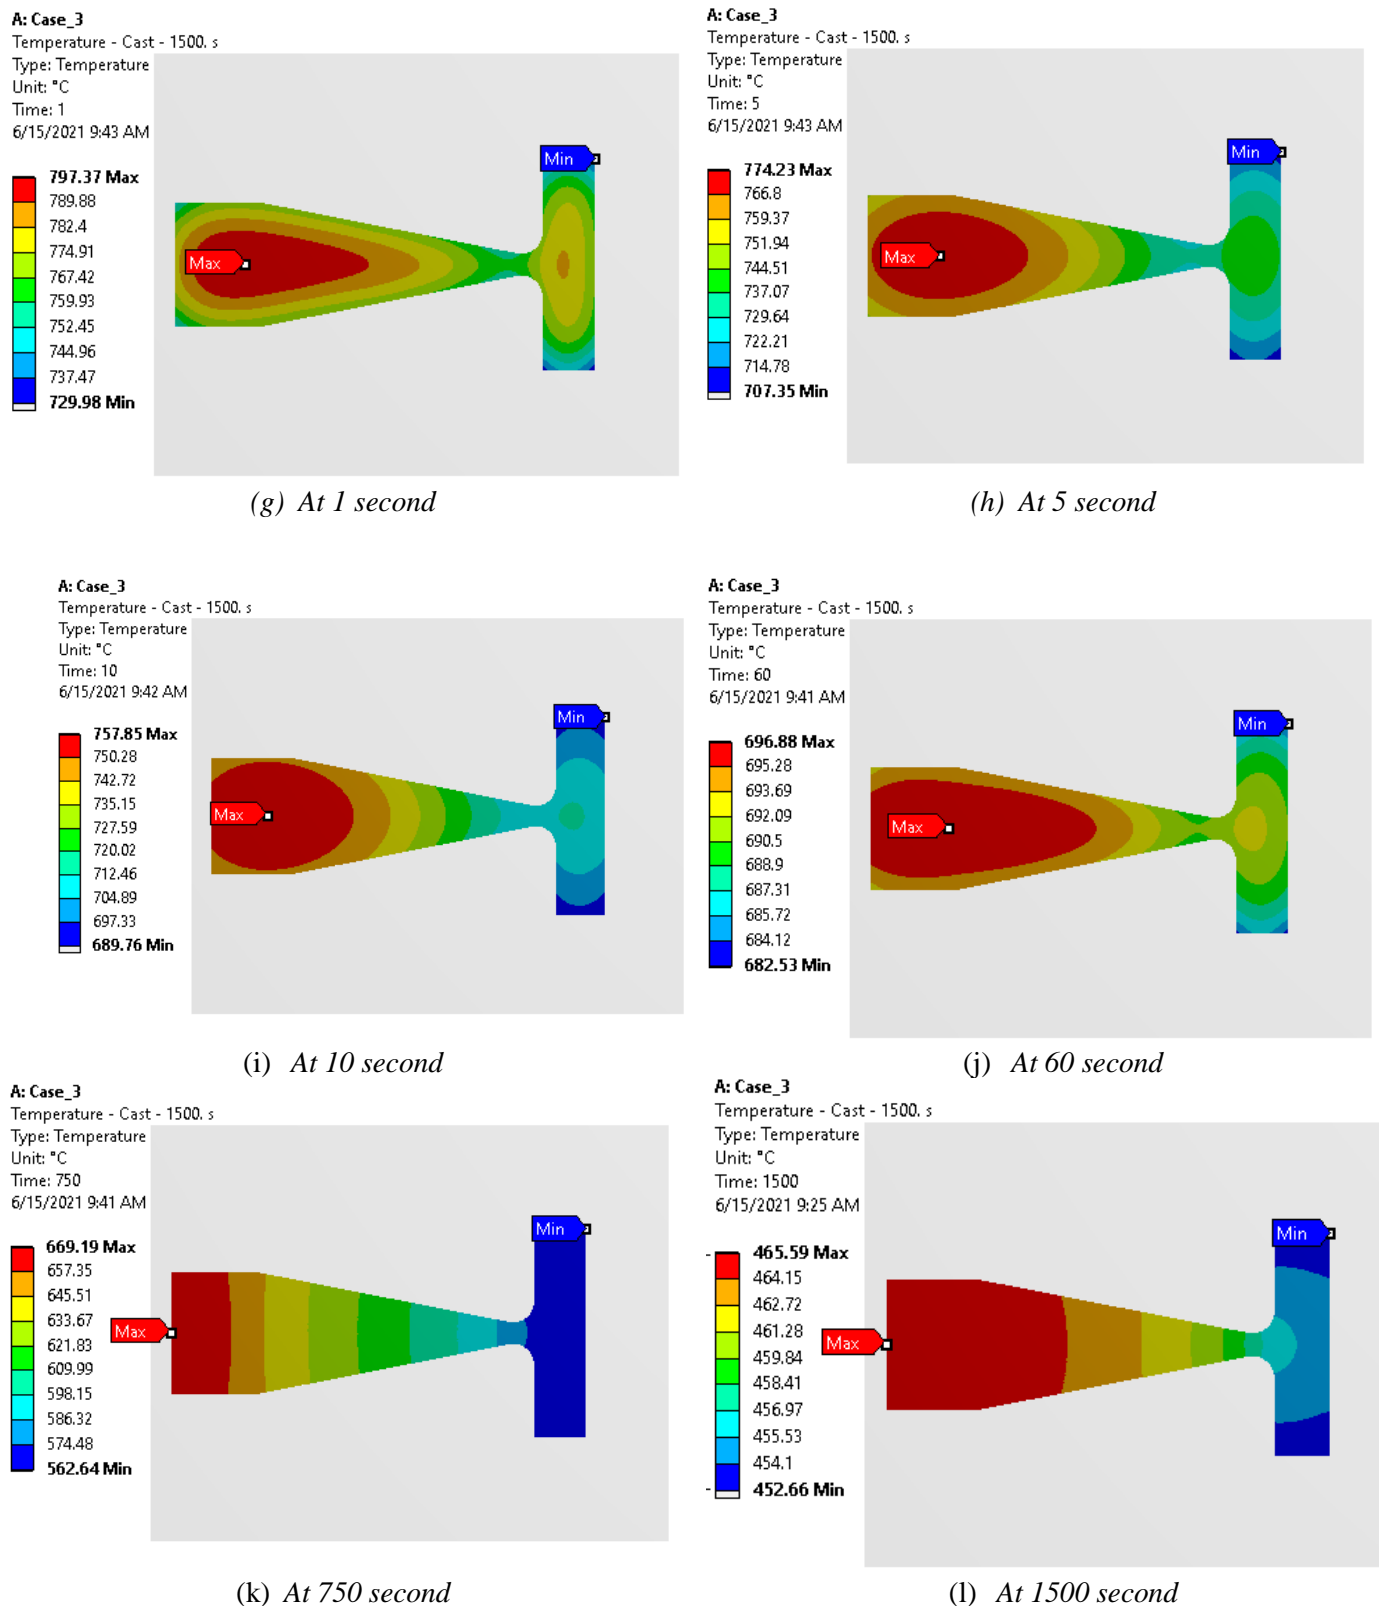 A: Case_3
Temperature - Cast - 1500. s
Type: Temperature
Unit: °C
Time: 1
6/15/2021 9:43 AM
797.37 Max
789.88
782.4
774.91
767.42
759.93
752.45
744.96
737.47
729.98 Min
Max
Min
(g) At 1 second
A: Case_3
Temperature - Cast - 1500. s
Type: Temperature
Unit: °C
Time: 5
6/15/2021 9:43 AM
774.23 Max
766.8
759.37
751.94
744.51
737.07
729.64
722.21
714.78
707.35 Min
Max
Min
(h) At 5 second
A: Case_3
Temperature - Cast - 1500. s
Type: Temperature
Unit: °C
Time: 10
6/15/2021 9:42 AM
757.85 Max
750.28
742.72
735.15
727.59
720.02
712.46
704.89
697.33
689.76 Min
Max
Min
(i) At 10 second
A: Case_3
Temperature - Cast - 1500. s
Type: Temperature
Unit: °C
Time: 60
6/15/2021 9:41 AM
696.88 Max
695.28
693.69
692.09
690.5
688.9
687.31
685.72
684.12
682.53 Min
Max
Min
(j) At 60 second
A: Case_3
Temperature - Cast - 1500. s
Type: Temperature
Unit: °C
Time: 750
6/15/2021 9:41 AM
669.19 Max
657.35
645.51
633.67
621.83
609.99
598.15
586.32
574.48
562.64 Min
Max
Min
(k) At 750 second
A: Case_3
Temperature - Cast - 1500. s
Type: Temperature
Unit: °C
Time: 1500
6/15/2021 9:25 AM
465.59 Max
464.15
462.72
461.28
459.84
458.41
456.97
455.53
454.1
452.66 Min
Max
Min
(l) At 1500 second